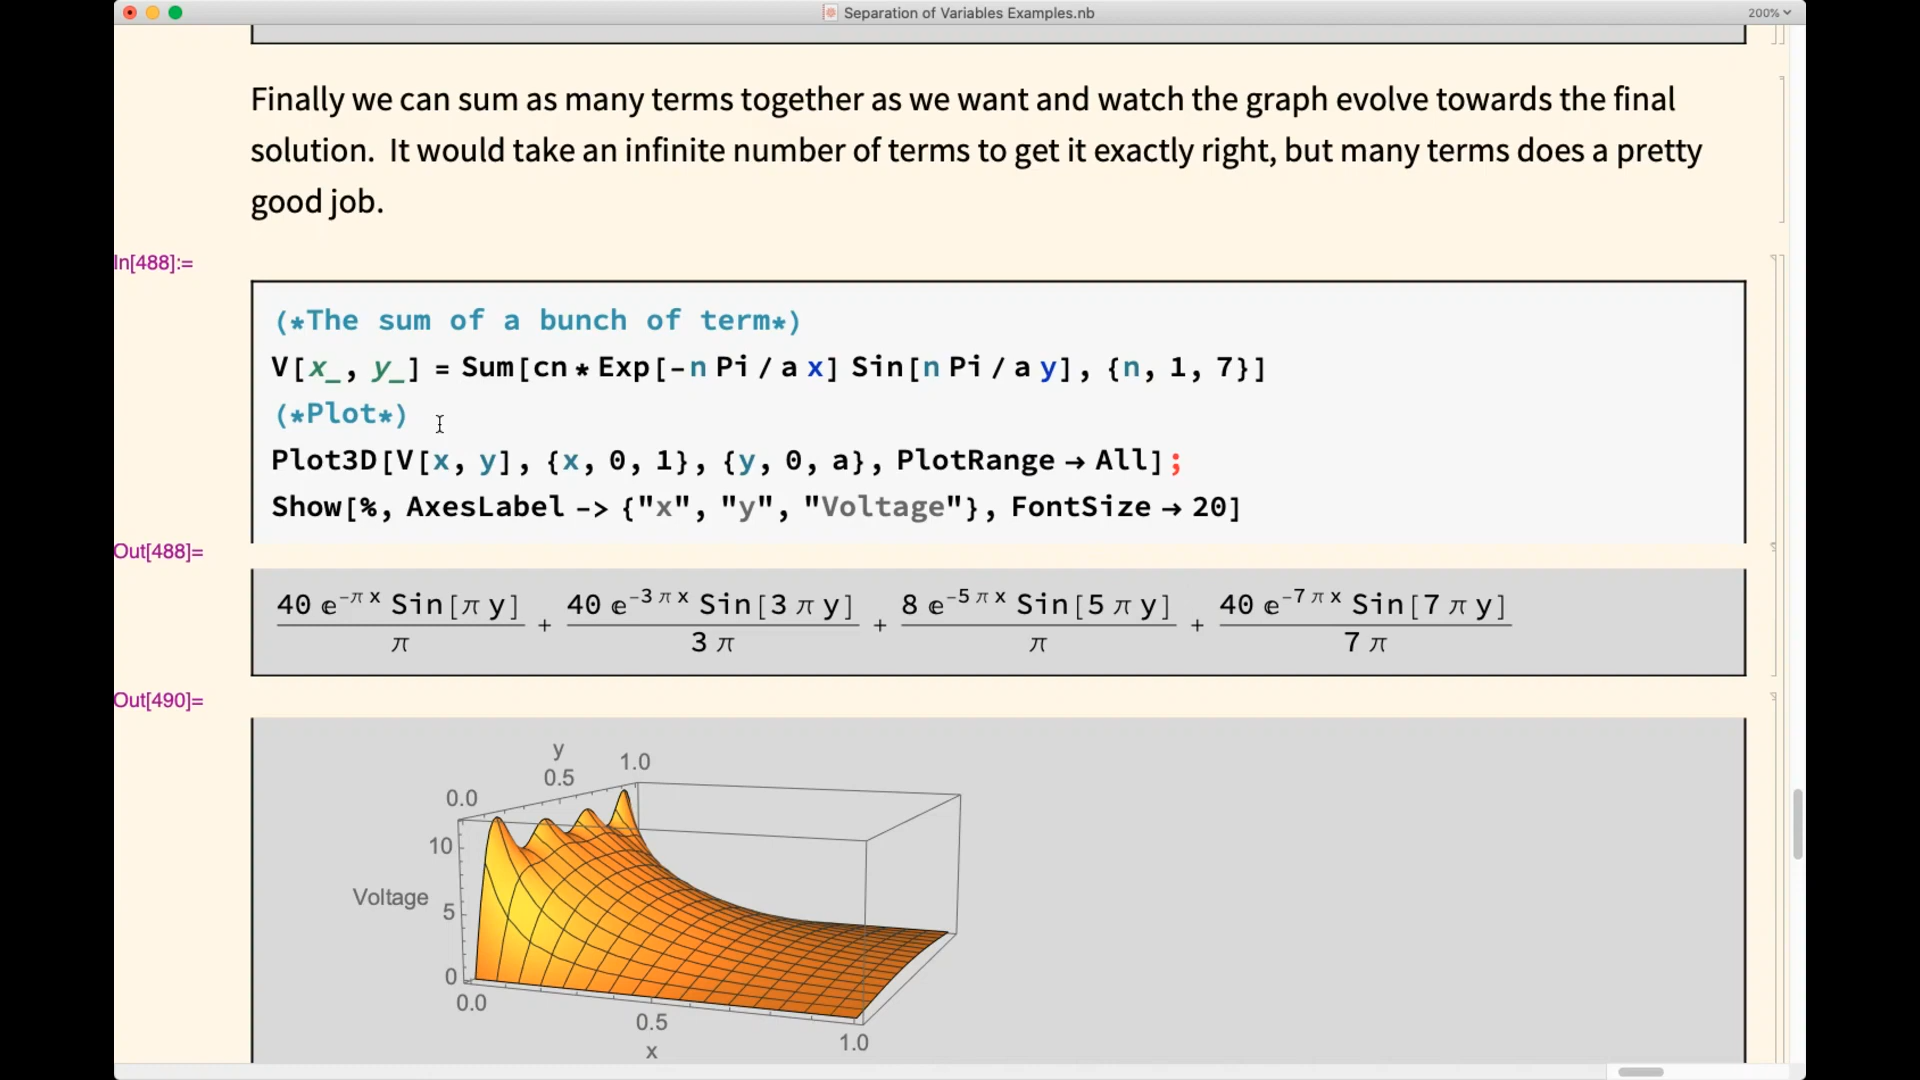 Separation of Variables Examples.nb
200%
Finally we can sum as many terms together as we want and watch the graph evolve towards the final
solution. It would take an infinite number of terms to get it exactly right, but many terms does a pretty
good job.
In[488]:=
(*The sum of a bunch of term*)
V[x_, y_] = Sum[cn * Exp[-n Pi / a x] Sin[n Pi / a y], {n, 1, 7}]
(*Plot*)
Plot3D[V[x, y], {x, 0, 1}, {y, 0, a}, PlotRange → All];
Show[%, AxesLabel -> {"x", "y", "Voltage"}, FontSize → 20]
Out[488]=
40 ⅇ^(-π x) Sin[π y] / π + 40 ⅇ^(-3 π x) Sin[3 π y] / 3 π + 8 ⅇ^(-5 π x) Sin[5 π y] / π + 40 ⅇ^(-7 π x) Sin[7 π y] / 7 π
Out[490]=
y
0.0 0.5 1.0
10
Voltage 5
0
0.0 0.5 1.0
x